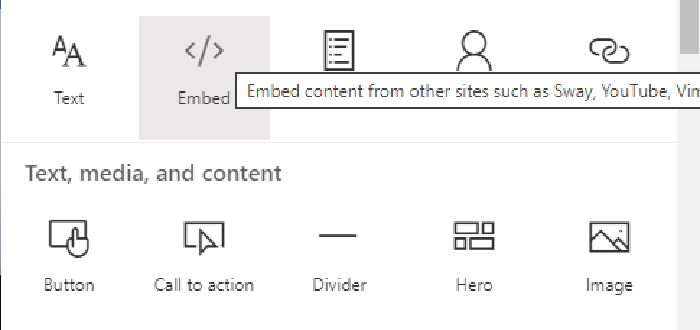 Text
Embed
Embed content from other sites such as Sway, YouTube,
Text, media, and content
Button
Call to action
Divider
Hero
Image